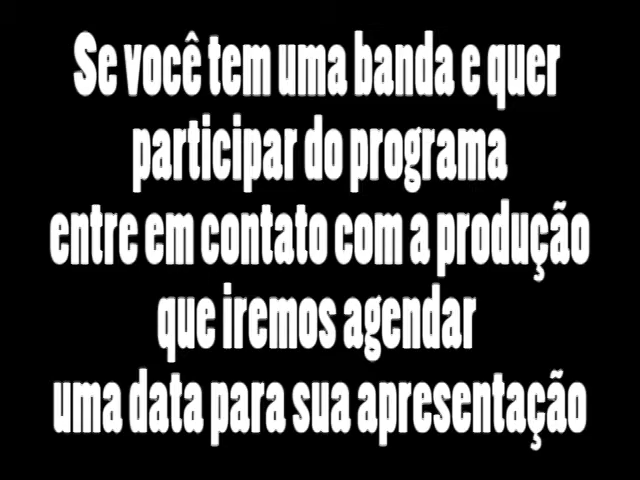 Se você tem uma banda e quer
participar do programa
entre em contato com a produção
que iremos agendar
uma data para sua apresentação